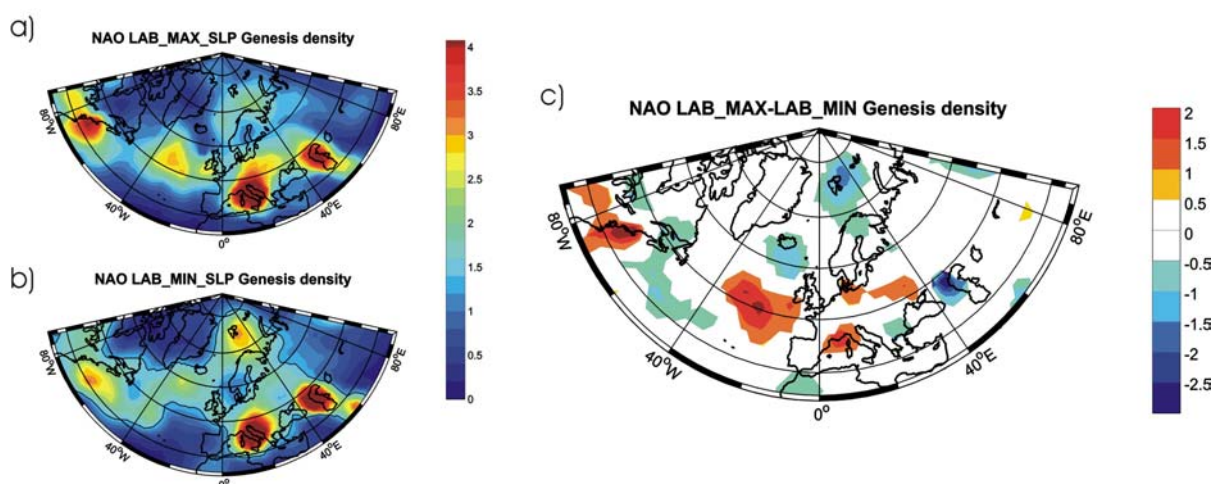 a)
NAO LAB_MAX_SLP Genesis density
80°W
40°W
0°
40°E
80°E
4
3.5
3
2.5
2
1.5
1
0.5
0
b)
NAO LAB_MIN_SLP Genesis density
80°W
40°W
0°
40°E
80°E
c)
NAO LAB_MAX-LAB_MIN Genesis density
80°W
40°W
0°
40°E
80°E
2
1.5
1
0.5
0
-0.5
-1
-1.5
-2
-2.5